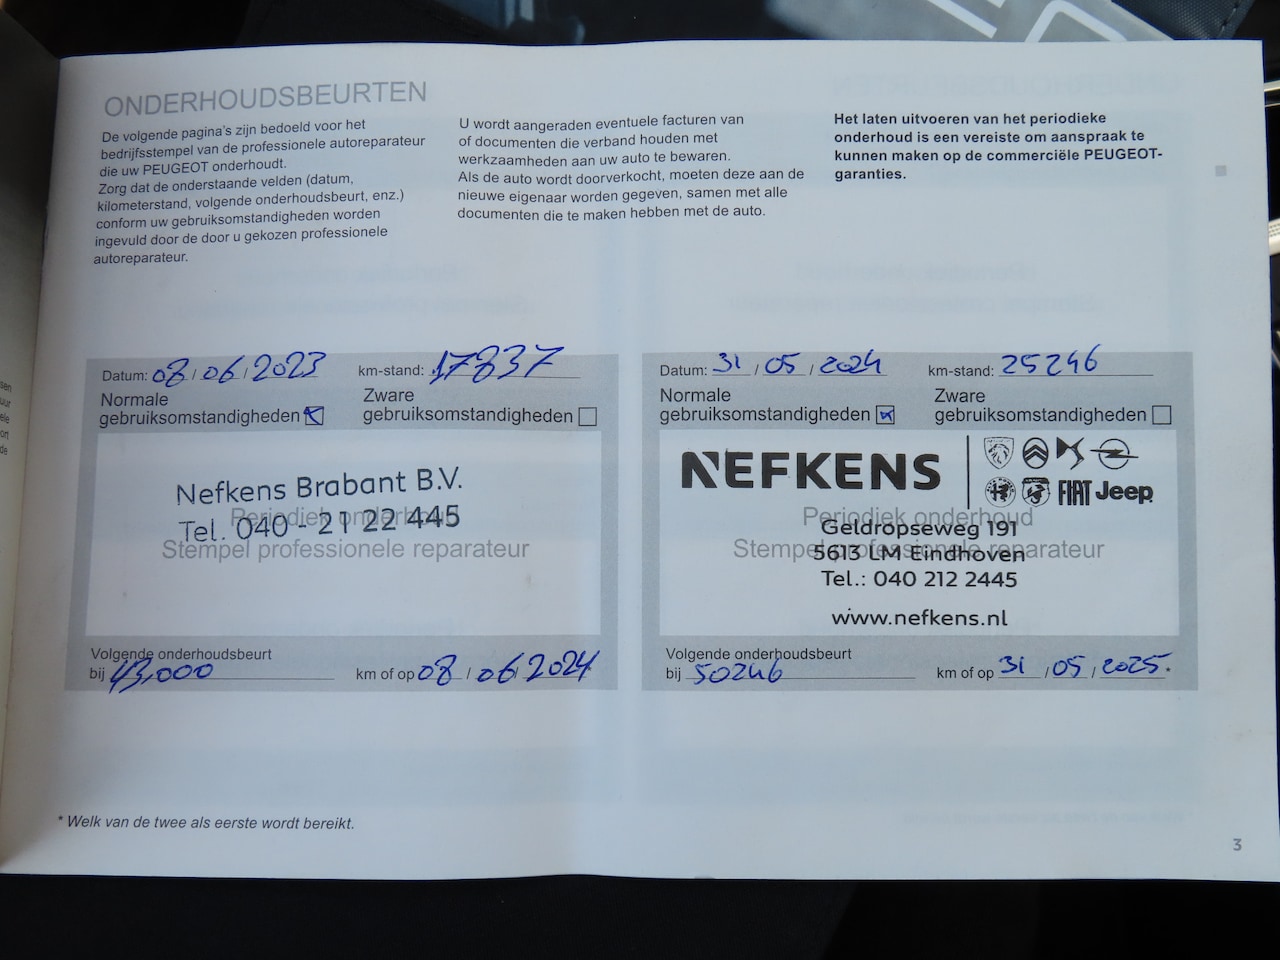 ONDERHOUDSBEURTEN
De volgende pagina's zijn bedoeld voor het
bedrijfsstempel van de professionele autoreparateur
die uw PEUGEOT onderhoudt.
Zorg dat de onderstaande velden (datum,
kilometerstand, volgende onderhoudsbeurt, enz.)
conform uw gebruiksomstandigheden worden
ingevuld door de door u gekozen professionele
autoreparateur.
U wordt aangeraden eventuele facturen van
of documenten die verband houden met
werkzaamheden aan uw auto te bewaren.
Als de auto wordt doorverkocht, moeten deze aan de
nieuwe eigenaar worden gegeven, samen met alle
documenten die te maken hebben met de auto.
Het laten uitvoeren van het periodieke
onderhoud is een vereiste om aanspraak te
kunnen maken op de commerciële PEUGEOT-
garanties.
Datum: 08 / 06 / 2023 km-stand: 17837
Normale
gebruiksomstandigheden
Zware
gebruiksomstandigheden
Nefkens Brabant B.V.
Periodiek onderhoud
Tel. 040 - 21 22 445
Stempel professionele reparateur
Volgende onderhoudsbeurt
bij 43,000 km of op 08 / 06 2024
Datum: 31 / 05 / 2024 km-stand: 25246
Normale
gebruiksomstandigheden
Zware
gebruiksomstandigheden
NEFKENS
FIAT Jeep
Periodiek onderhoud
Geldropseweg 191
Stempel professionele reparateur
5613 LM Eindhoven
Tel.: 040 212 2445
www.nefkens.nl
Volgende onderhoudsbeurt
bij 50246 km of op 31 / 05 / 2025.
* Welk van de twee als eerste wordt bereikt.
3